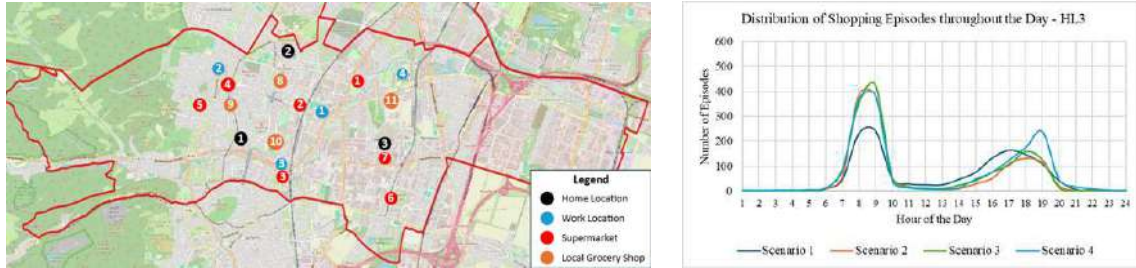 2
2
4
1
4
8
5
9
2
1
11
1
10
3
3
7
3
6
Legend
Home Location
Work Location
Supermarket
Local Grocery Shop
Distribution of Shopping Episodes throughout the Day - HL3
Number of Episodes
600
500
400
300
200
100
0
1 2 3 4 5 6 7 8 9 10 11 12 13 14 15 16 17 18 19 20 21 22 23 24
Hour of the Day
Scenario 1 Scenario 2 Scenario 3 Scenario 4